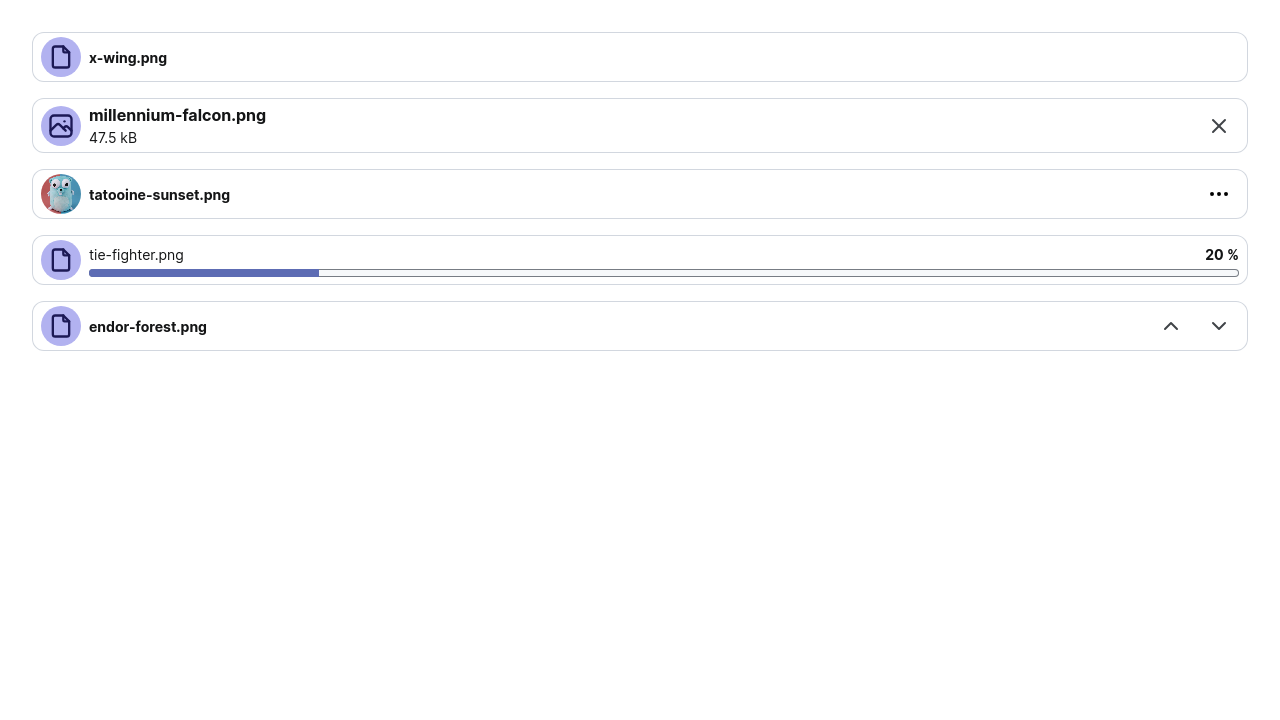 x-wing.png
millennium-falcon.png
47.5 kB
tatooine-sunset.png
tie-fighter.png
20 %
endor-forest.png